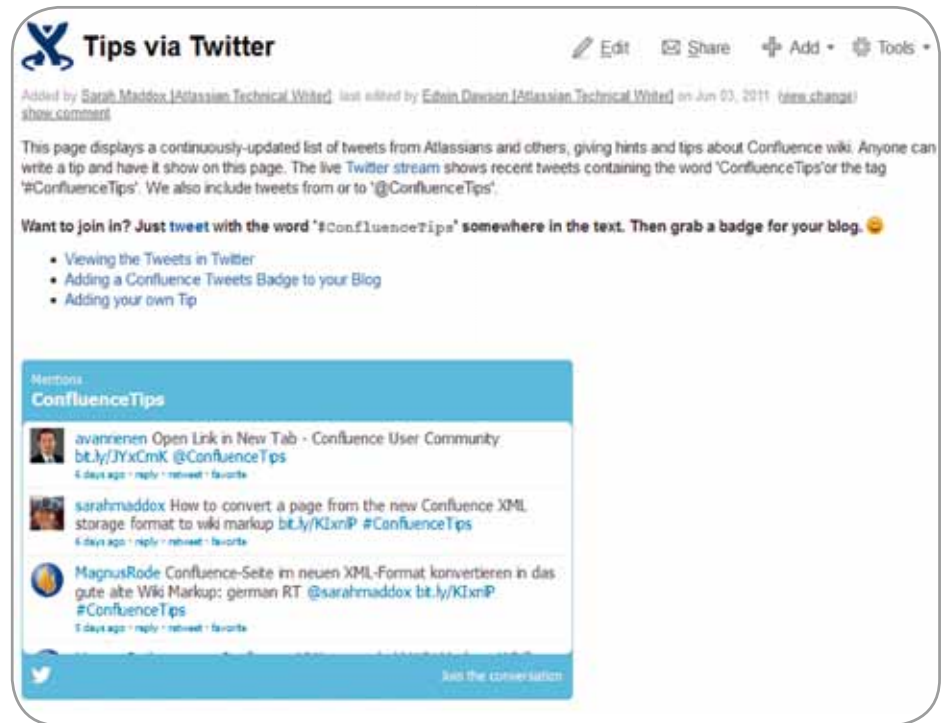 Tips via Twitter
Edit Share Add Tools
Added by Sarah Maddox [Atlassian Technical Writer], last edited by Edwin Dawson [Atlassian Technical Writer] on Jun 03, 2011 (view change)
show comment
This page displays a continuously-updated list of tweets from Atlassians and others, giving hints and tips about Confluence wiki. Anyone can
write a tip and have it show on this page. The live Twitter stream shows recent tweets containing the word 'ConfluenceTips'or the tag
'#ConfluenceTips'. We also include tweets from or to '@ConfluenceTips'.
Want to join in? Just tweet with the word '#ConfluenceTips' somewhere in the text. Then grab a badge for your blog.
• Viewing the Tweets in Twitter
• Adding a Confluence Tweets Badge to your Blog
• Adding your own Tip
Mentions
ConfluenceTips
avanrienen Open Link in New Tab - Confluence User Community
bit.ly/JYxCmK @ConfluenceTips
6 days ago · reply · retweet · favorite
sarahmaddox How to convert a page from the new Confluence XML
storage format to wiki markup bit.ly/KIxnlP #ConfluenceTips
6 days ago · reply · retweet · favorite
MagnusRode Confluence-Seite im neuen XML-Format konvertieren in das
gute alte Wiki Markup: german RT @sarahmaddox bit.ly/KIxnlP
#ConfluenceTips
5 days ago · reply · retweet · favorite
Join the conversation